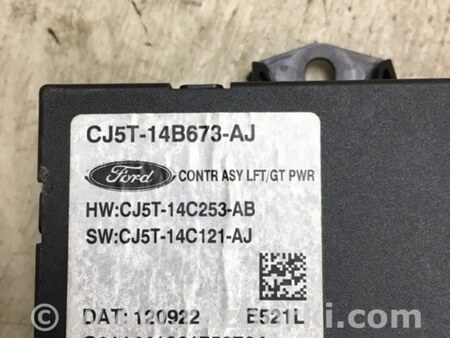 CJ5T-14B673-AJ
Ford CONTR ASY LFT/GT PWR
HW:CJ5T-14C253-AB
SW:CJ5T-14C121-AJ
DAT: 120922 E521L